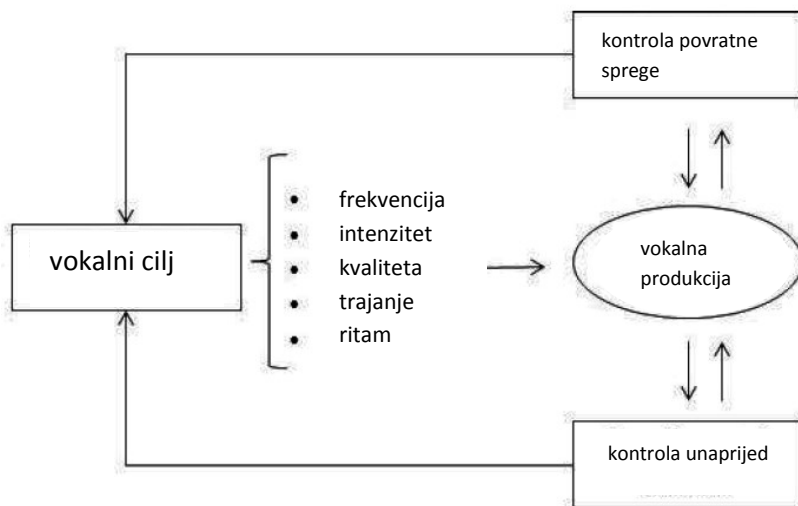 kontrola povratne
sprege
vokalni cilj
• frekvencija
• intenzitet
• kvaliteta
• trajanje
• ritam
vokalna
produkcija
kontrola unaprijed